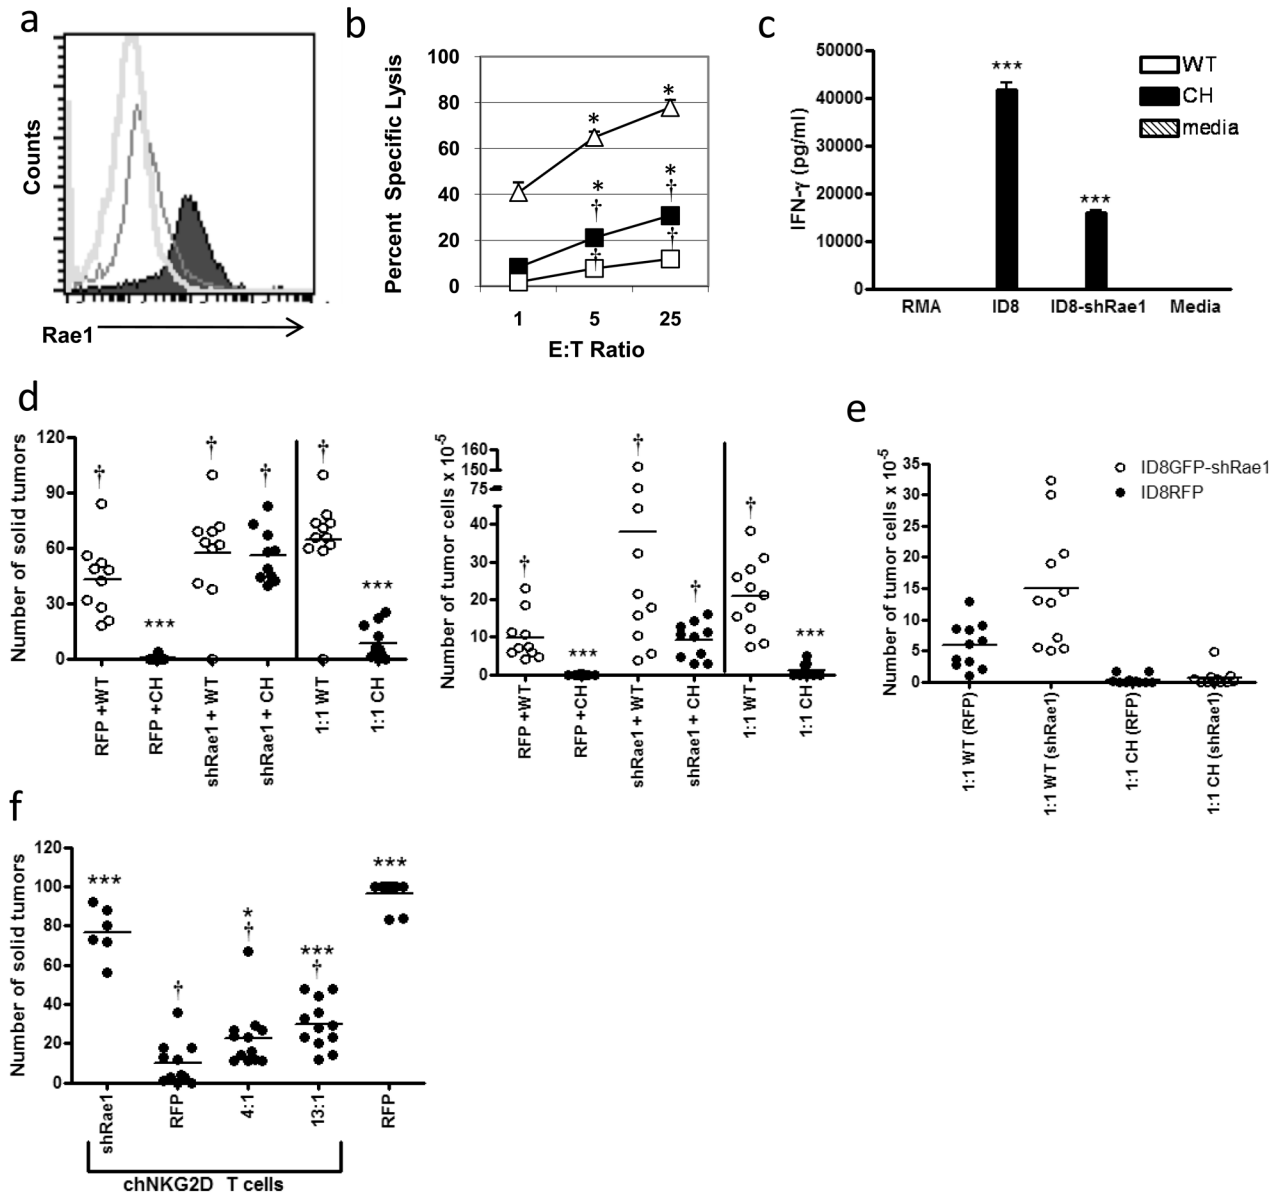 a
Counts
Rae1
b
Percent Specific Lysis
100
80
60
40
20
0
*
*
*
†
*
†
†
†
1 5 25
E:T Ratio
c
IFN-γ (pg/ml)
50000
40000
30000
20000
10000
0
***
***
WT
CH
media
RMA ID8 ID8-shRae1 Media
d
Number of solid tumors
120
90
60
30
0
†
***
†
†
†
***
RFP +WT
RFP +CH
shRae1 + WT
shRae1 + CH
1:1 WT
1:1 CH
Number of tumor cells x 10-5
160
150
75
40
30
20
10
0
†
***
†
†
†
***
RFP +WT
RFP +CH
shRae1 + WT
shRae1 + CH
1:1 WT
1:1 CH
e
Number of tumor cells x 10-5
35
30
25
20
15
10
5
0
ID8GFP-shRae1
ID8RFP
1:1 WT (RFP)
1:1 WT (shRae1)
1:1 CH (RFP)
1:1 CH (shRae1)
f
Number of solid tumors
120
100
80
60
40
20
0
***
†
*
†
***
†
***
shRae1
RFP
4:1
13:1
RFP
chNKG2D T cells